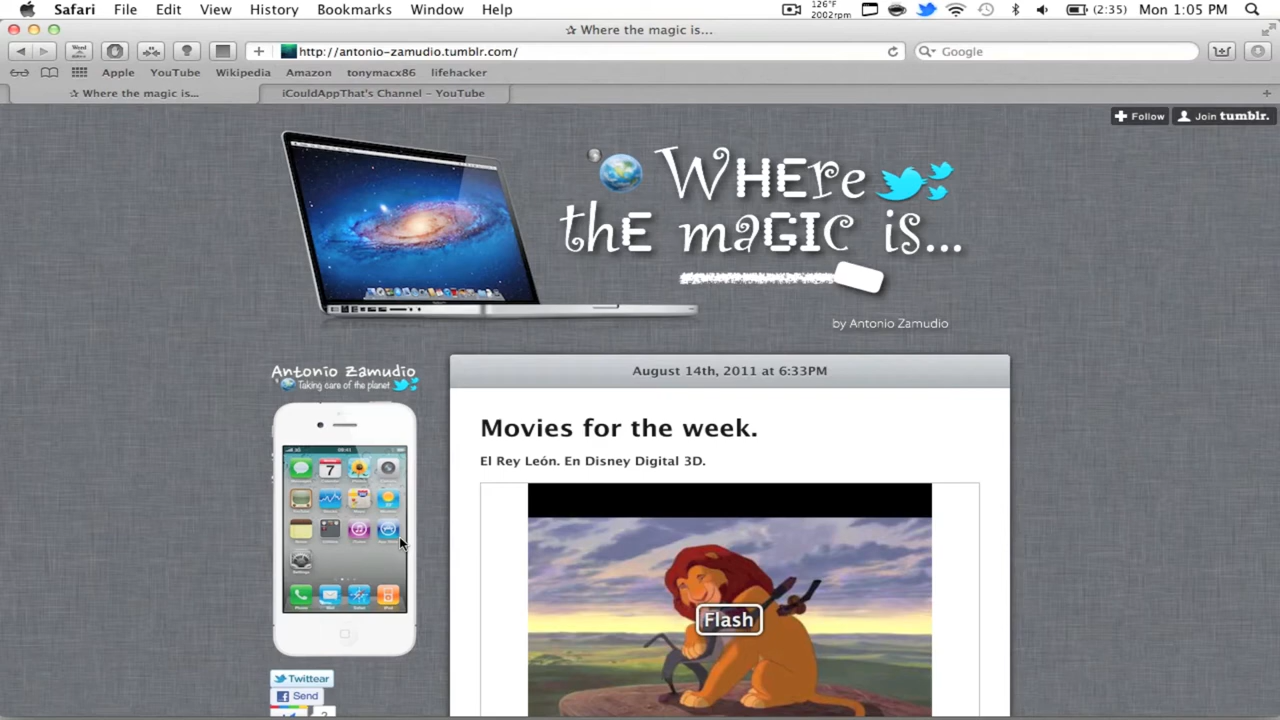 Safari File Edit View History Bookmarks Window Help 126°F 2002rpm (2:35) Mon 1:05 PM
☆ Where the magic is...
Word http://antonio-zamudio.tumblr.com/ Google
Apple YouTube Wikipedia Amazon tonymacx86 lifehacker
☆ Where the magic is... iCouldAppThat's Channel – YouTube
Follow Join tumblr.
Where
the magic is...
by Antonio Zamudio
Antonio Zamudio
Taking care of the planet
August 14th, 2011 at 6:33PM
Movies for the week.
El Rey León. En Disney Digital 3D.
7
Flash
Twittear
Send